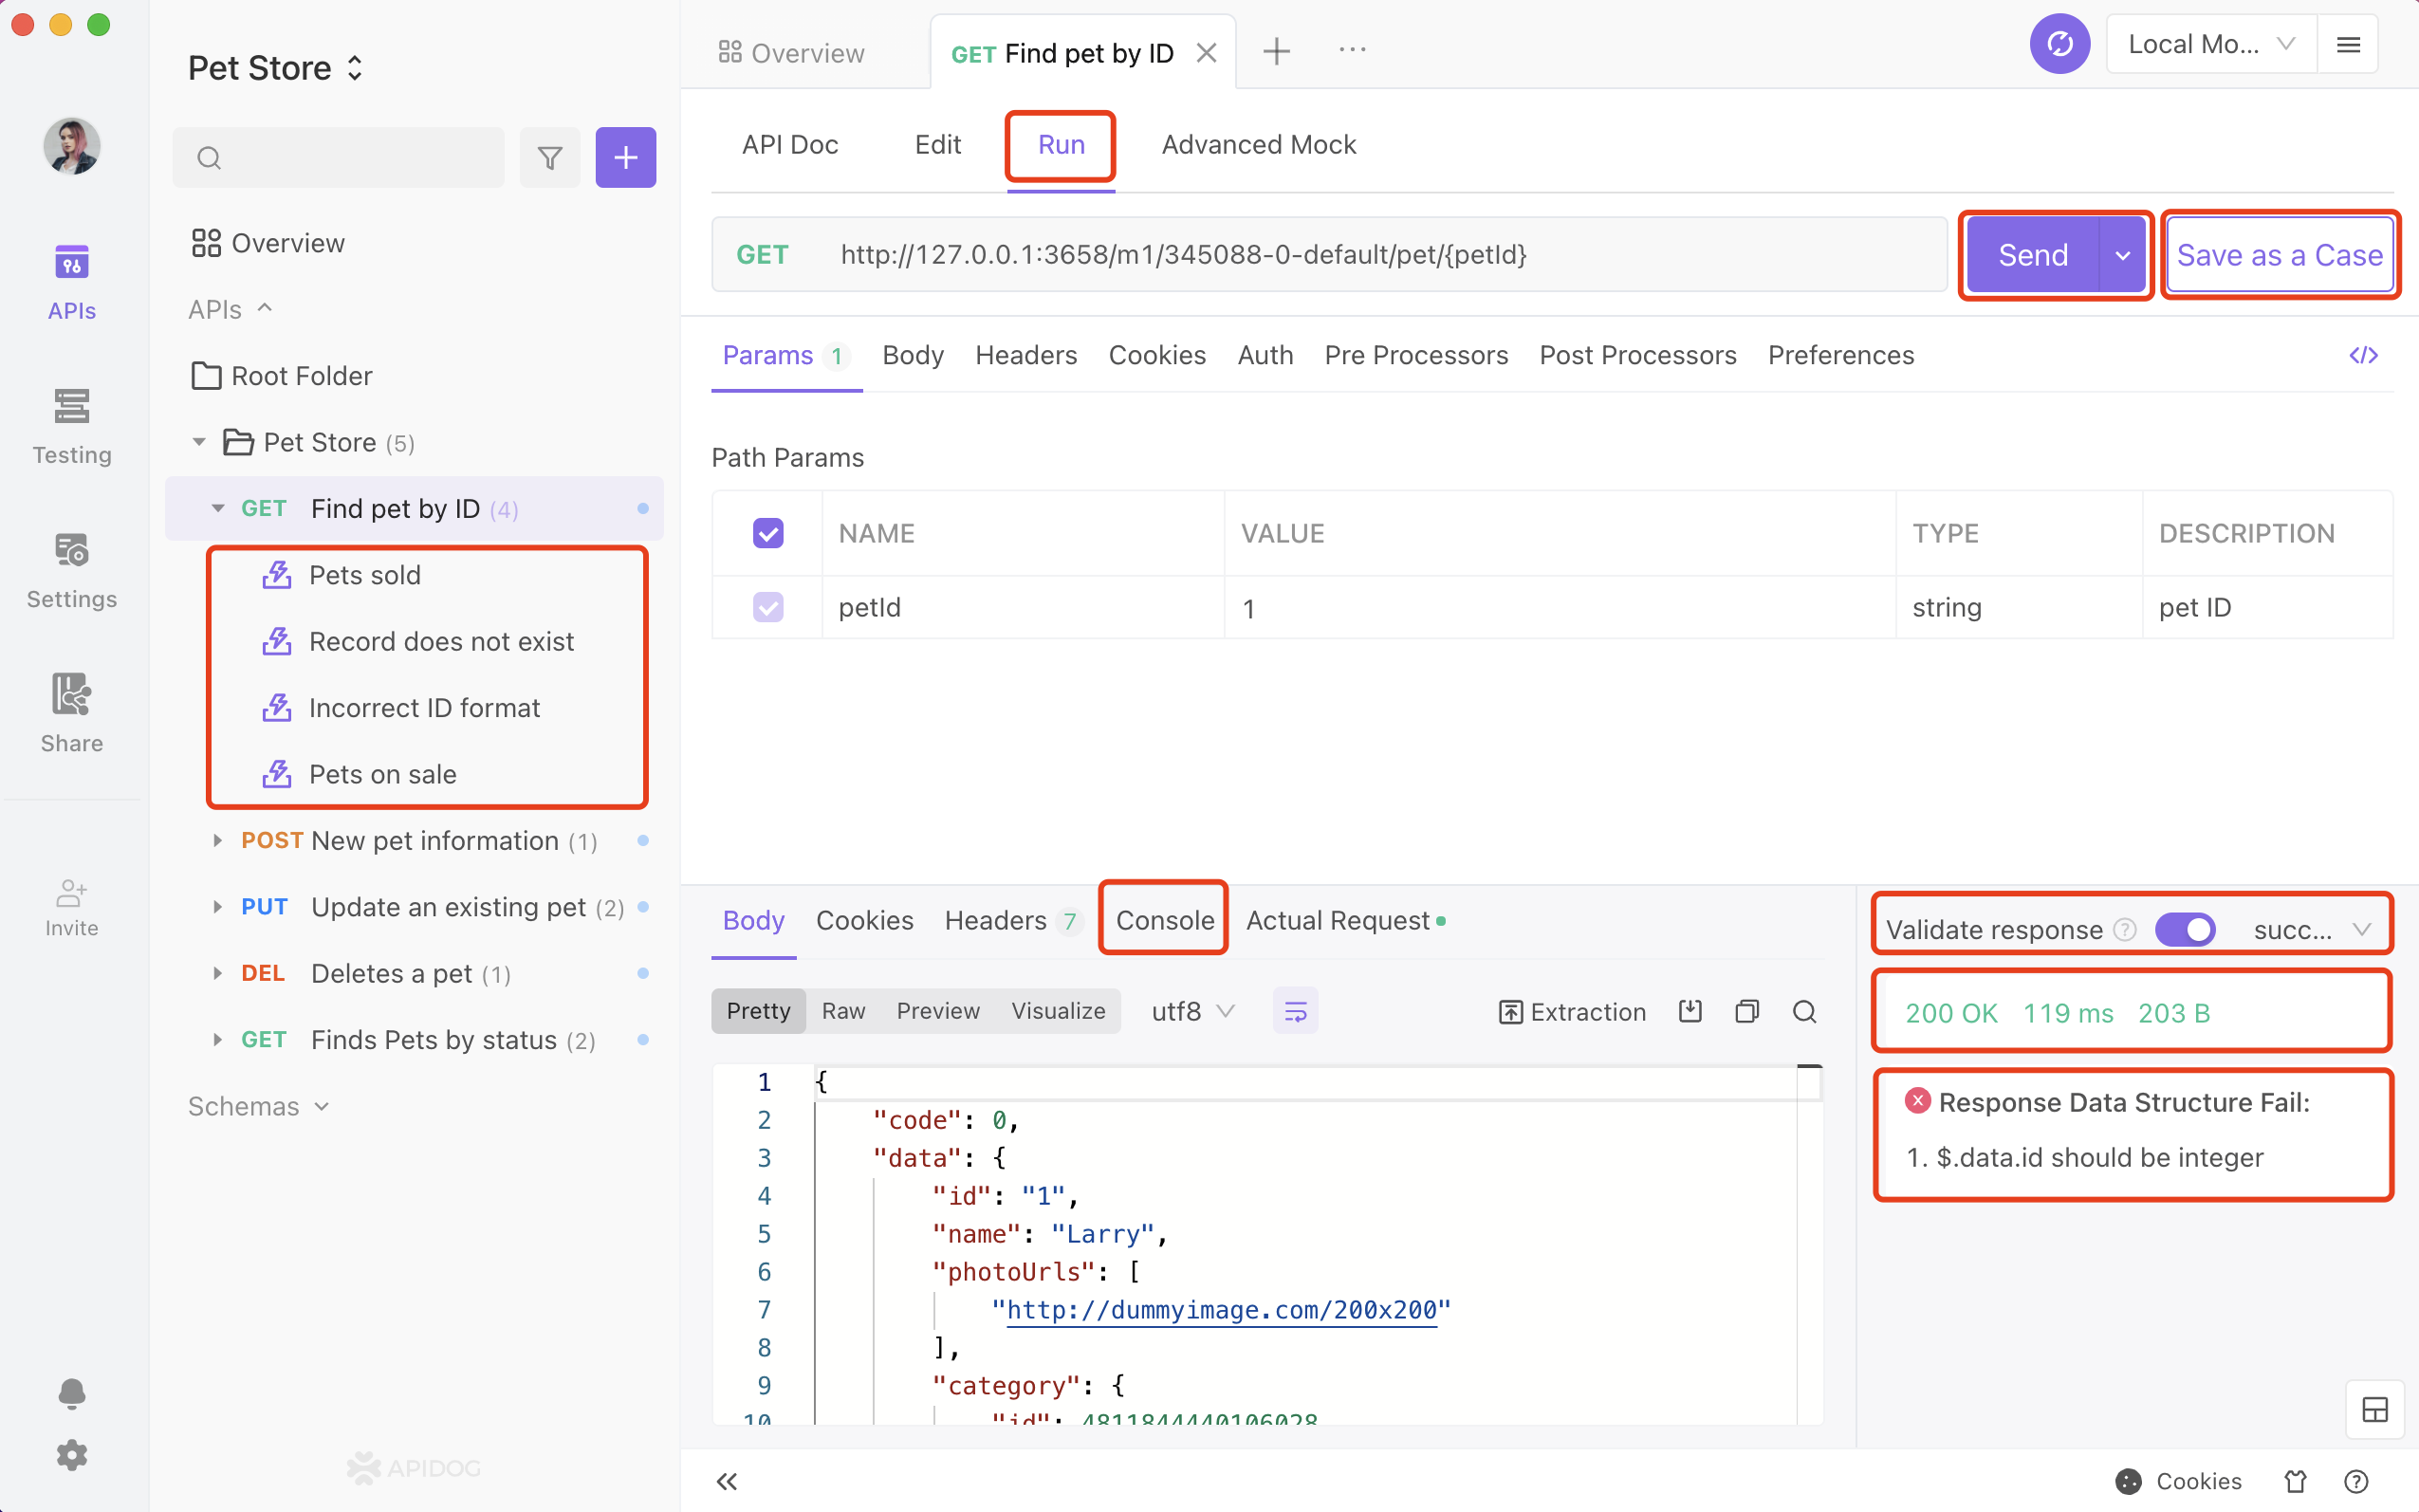 Pet Store
Overview
GET Find pet by ID
Local Mo...
API Doc
Edit
Run
Advanced Mock
APIs
Testing
Settings
Share
Invite
Overview
APIs
Root Folder
Pet Store (5)
GET Find pet by ID (4)
Pets sold
Record does not exist
Incorrect ID format
Pets on sale
POST New pet information (1)
PUT Update an existing pet (2)
DEL Deletes a pet (1)
GET Finds Pets by status (2)
Schemas
APIDOG
GET http://127.0.0.1:3658/m1/345088-0-default/pet/{petId}
Send
Save as a Case
Params 1 Body Headers Cookies Auth Pre Processors Post Processors Preferences
</>
Path Params
NAME VALUE TYPE DESCRIPTION
petId 1 string pet ID
Body Cookies Headers 7 Console Actual Request
Pretty Raw Preview Visualize utf8 Extraction
1 {
2 "code": 0,
3 "data": {
4 "id": "1",
5 "name": "Larry",
6 "photoUrls": [
7 "http://dummyimage.com/200x200"
8 ],
9 "category": {
10 "id": 4811844440106028
Validate response ? succ...
200 OK 119 ms 203 B
Response Data Structure Fail:
1. $.data.id should be integer
Cookies